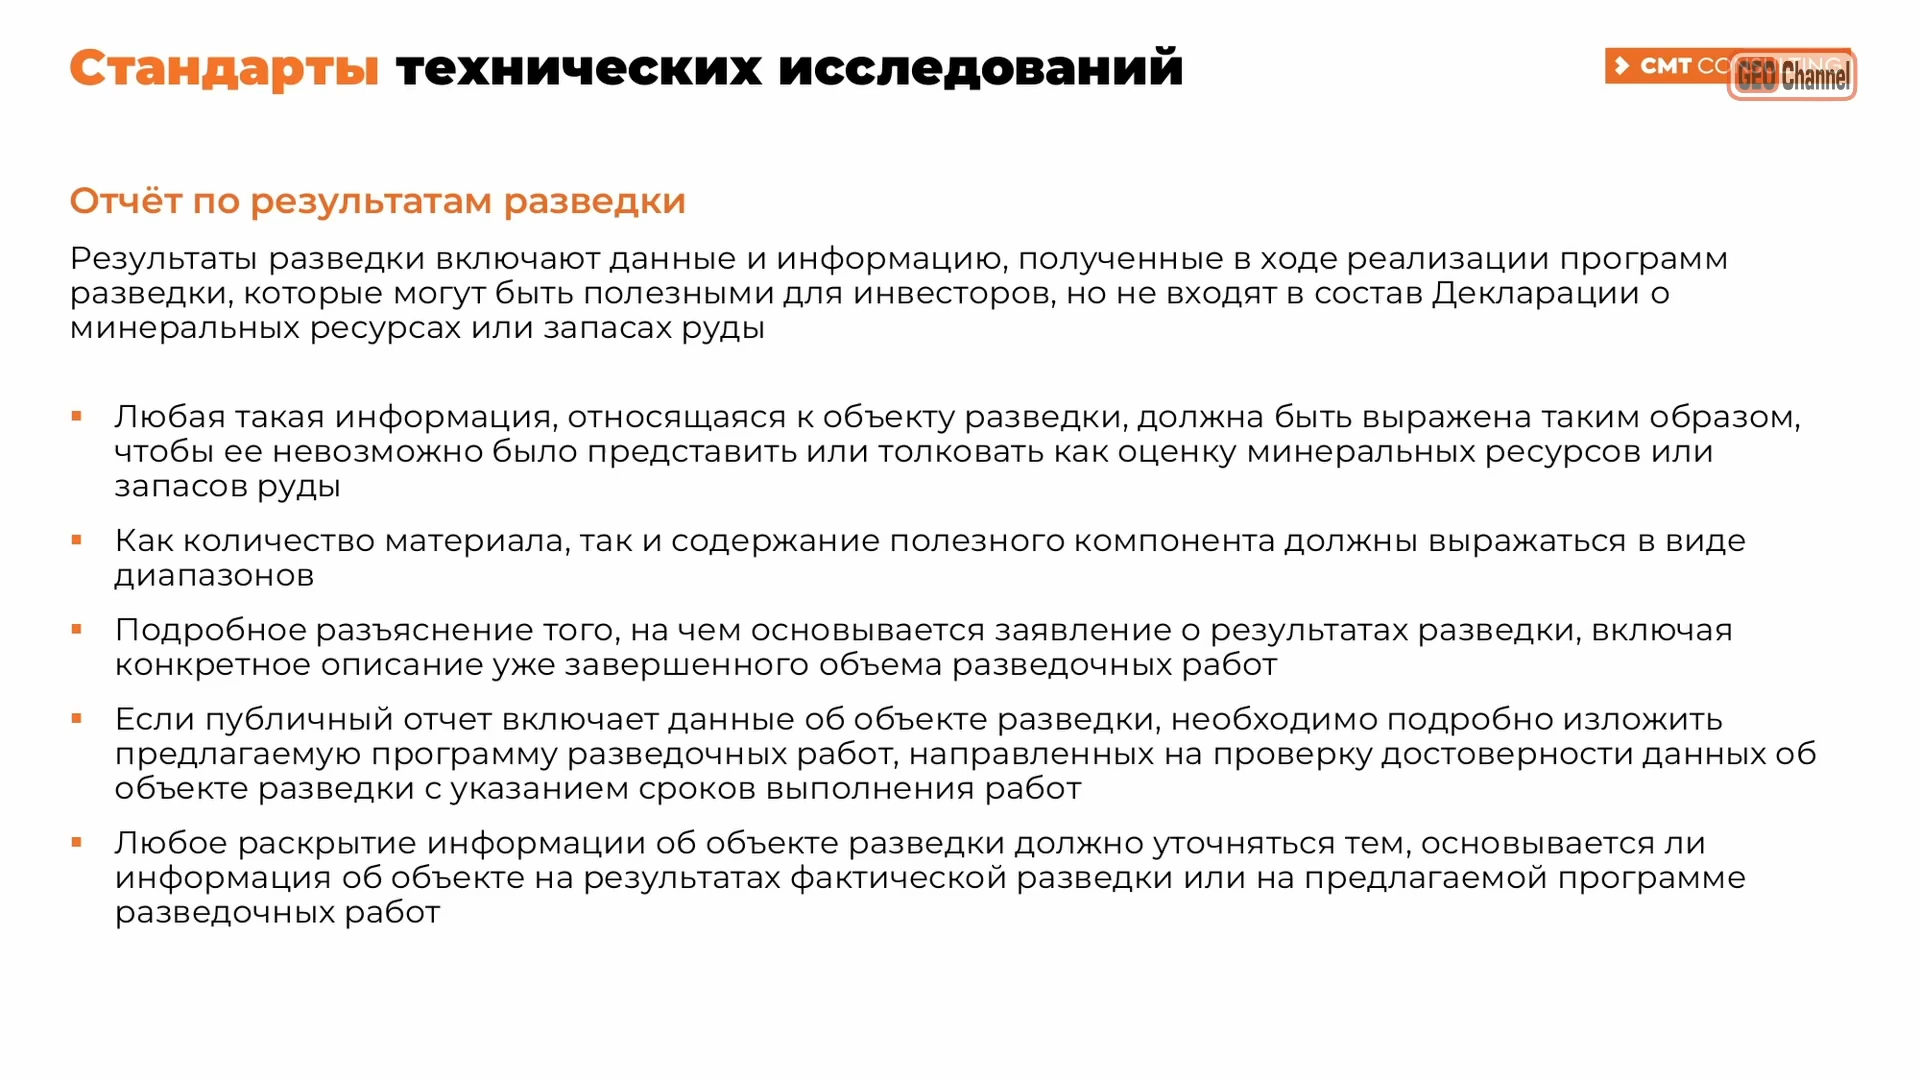 Стандарты технических исследований
CMT CONSULTING
GEO Channel
Отчёт по результатам разведки
Результаты разведки включают данные и информацию, полученные в ходе реализации программ
разведки, которые могут быть полезными для инвесторов, но не входят в состав Декларации о
минеральных ресурсах или запасах руды
▪ Любая такая информация, относящаяся к объекту разведки, должна быть выражена таким образом,
чтобы ее невозможно было представить или толковать как оценку минеральных ресурсов или
запасов руды
▪ Как количество материала, так и содержание полезного компонента должны выражаться в виде
диапазонов
▪ Подробное разъяснение того, на чем основывается заявление о результатах разведки, включая
конкретное описание уже завершенного объема разведочных работ
▪ Если публичный отчет включает данные об объекте разведки, необходимо подробно изложить
предлагаемую программу разведочных работ, направленных на проверку достоверности данных об
объекте разведки с указанием сроков выполнения работ
▪ Любое раскрытие информации об объекте разведки должно уточняться тем, основывается ли
информация об объекте на результатах фактической разведки или на предлагаемой программе
разведочных работ